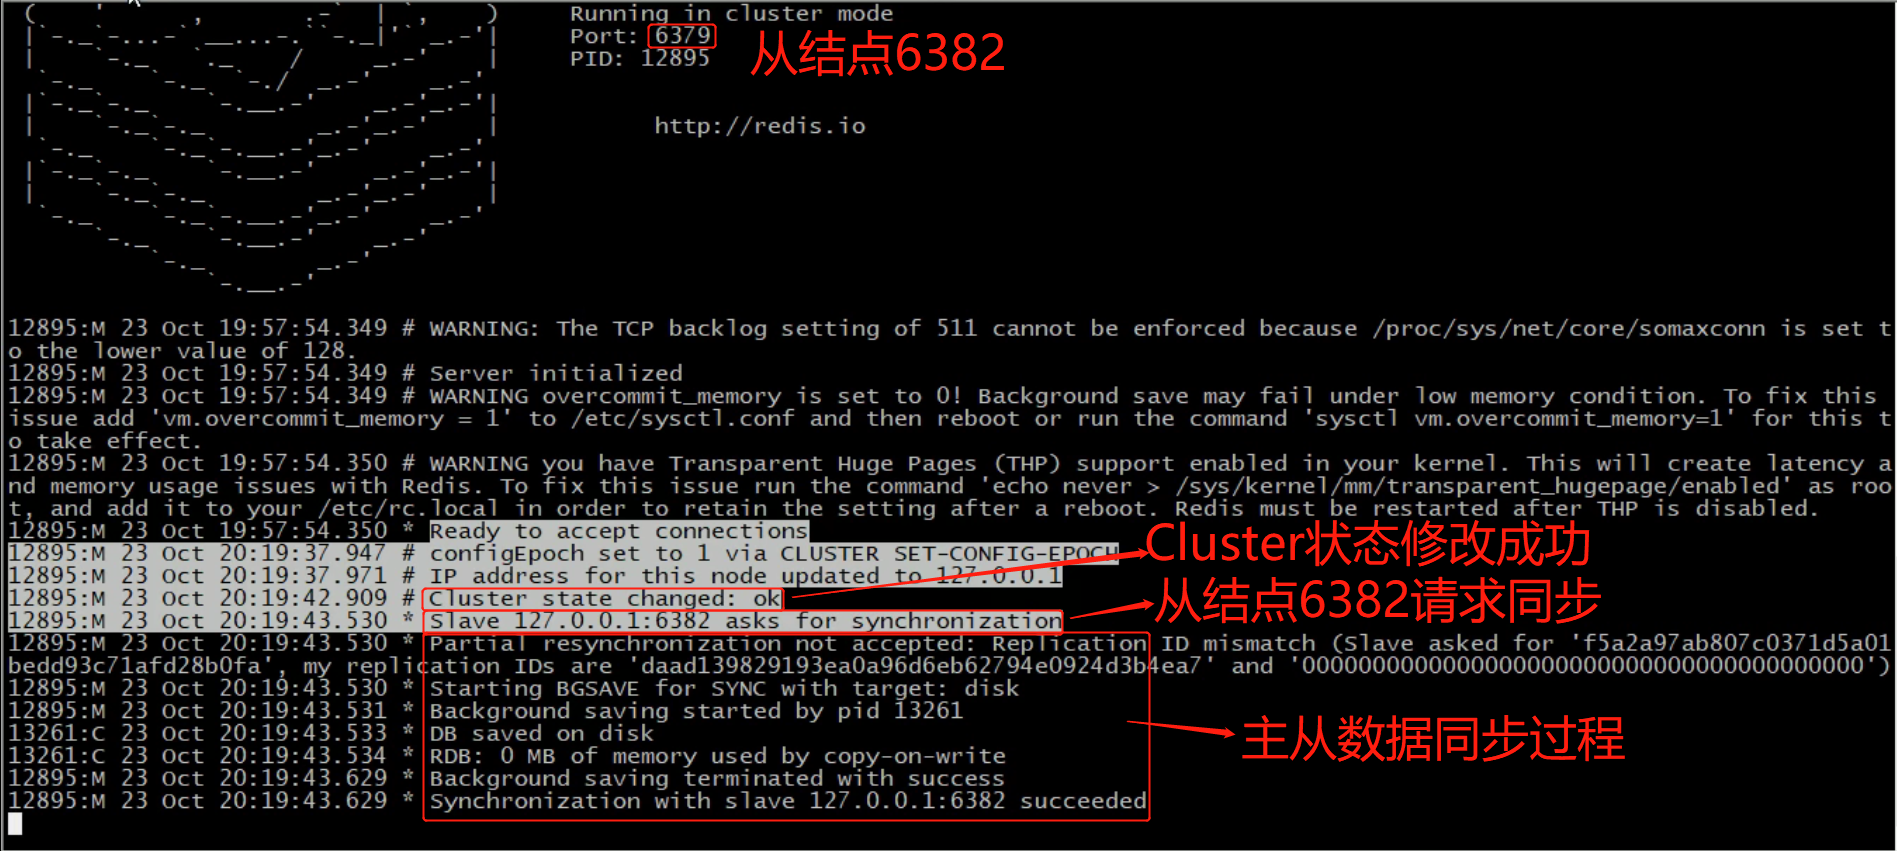 Running in cluster mode
Port: 6379
从结点6382
PID: 12895
http://redis.io
12895:M 23 Oct 19:57:54.349 # WARNING: The TCP backlog setting of 511 cannot be enforced because /proc/sys/net/core/somaxconn is set t
o the lower value of 128.
12895:M 23 Oct 19:57:54.349 # Server initialized
12895:M 23 Oct 19:57:54.349 # WARNING overcommit_memory is set to 0! Background save may fail under low memory condition. To fix this
issue add 'vm.overcommit_memory = 1' to /etc/sysctl.conf and then reboot or run the command 'sysctl vm.overcommit_memory=1' for this t
o take effect.
12895:M 23 Oct 19:57:54.350 # WARNING you have Transparent Huge Pages (THP) support enabled in your kernel. This will create latency a
nd memory usage issues with Redis. To fix this issue run the command 'echo never > /sys/kernel/mm/transparent_hugepage/enabled' as roo
t, and add it to your /etc/rc.local in order to retain the setting after a reboot. Redis must be restarted after THP is disabled.
12895:M 23 Oct 19:57:54.350 * Ready to accept connections
12895:M 23 Oct 20:19:37.947 # configEpoch set to 1 via CLUSTER SET-CONFIG-EPOCH
Cluster状态修改成功
12895:M 23 Oct 20:19:37.971 # IP address for this node updated to 127.0.0.1
12895:M 23 Oct 20:19:42.909 # Cluster state changed: ok
从结点6382请求同步
12895:M 23 Oct 20:19:43.530 * Slave 127.0.0.1:6382 asks for synchronization
12895:M 23 Oct 20:19:43.530 * Partial resynchronization not accepted: Replication ID mismatch (Slave asked for 'f5a2a97ab807c0371d5a01
bedd93c71afd28b0fa', my replication IDs are 'daad139829193ea0a96d6eb62794e0924d3b4ea7' and '0000000000000000000000000000000000000000')
12895:M 23 Oct 20:19:43.530 * Starting BGSAVE for SYNC with target: disk
12895:M 23 Oct 20:19:43.531 * Background saving started by pid 13261
13261:C 23 Oct 20:19:43.533 * DB saved on disk
主从数据同步过程
13261:C 23 Oct 20:19:43.534 * RDB: 0 MB of memory used by copy-on-write
12895:M 23 Oct 20:19:43.629 * Background saving terminated with success
12895:M 23 Oct 20:19:43.629 * Synchronization with slave 127.0.0.1:6382 succeeded